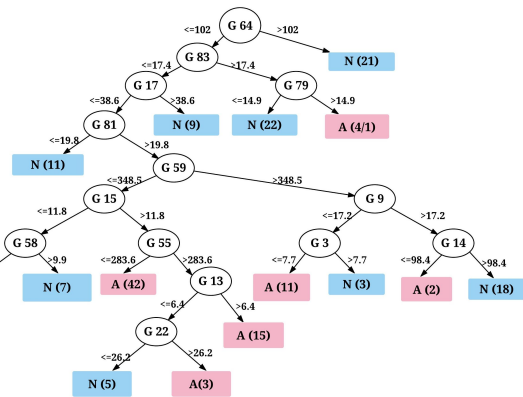 G 64
<=102
>102
G 83
N (21)
<=17.4
>17.4
G 17
G 79
<=38.6
>38.6
<=14.9
>14.9
G 81
N (9)
N (22)
A (4/1)
<=19.8
>19.8
N (11)
G 59
<=348.5
>348.5
G 15
G 9
<=11.8
>11.8
<=17.2
>17.2
G 58
G 55
G 3
G 14
>9.9
<=283.6
>283.6
<=7.7
>7.7
<=98.4
>98.4
N (7)
A (42)
G 13
A (11)
N (3)
A (2)
N (18)
<=6.4
>6.4
G 22
A (15)
<=26.2
>26.2
N (5)
A(3)